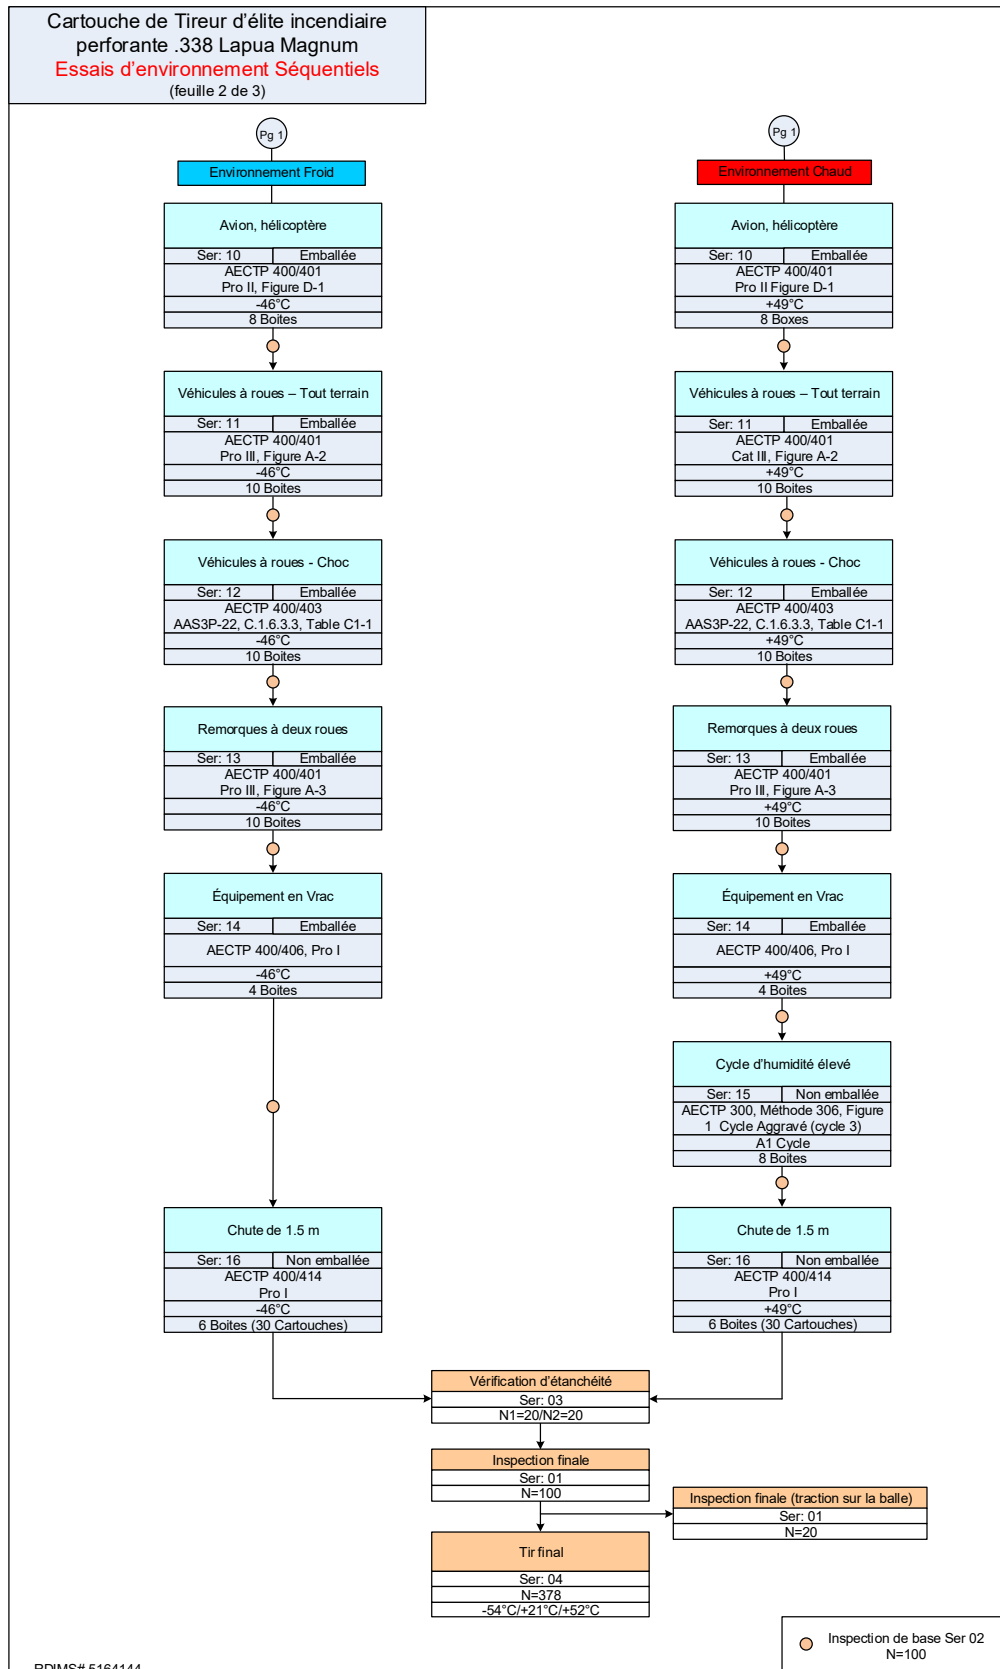 Cartouche de Tireur d'élite incendiaire
perforante .338 Lapua Magnum
Essais d'environnement Séquentiels
(feuille 2 de 3)
Pg 1
Environnement Froid
Avion, hélicoptère
Ser: 10 Emballée
AECTP 400/401
Pro II, Figure D-1
-46°C
8 Boites
Véhicules à roues – Tout terrain
Ser: 11 Emballée
AECTP 400/401
Pro III, Figure A-2
-46°C
10 Boites
Véhicules à roues - Choc
Ser: 12 Emballée
AECTP 400/403
AAS3P-22, C.1.6.3.3, Table C1-1
-46°C
10 Boites
Remorques à deux roues
Ser: 13 Emballée
AECTP 400/401
Pro III, Figure A-3
-46°C
10 Boites
Équipement en Vrac
Ser: 14 Emballée
AECTP 400/406, Pro I
-46°C
4 Boites
Chute de 1.5 m
Ser: 16 Non emballée
AECTP 400/414
Pro I
-46°C
6 Boites (30 Cartouches)
Pg 1
Environnement Chaud
Avion, hélicoptère
Ser: 10 Emballée
AECTP 400/401
Pro II Figure D-1
+49°C
8 Boxes
Véhicules à roues – Tout terrain
Ser: 11 Emballée
AECTP 400/401
Cat III, Figure A-2
+49°C
10 Boites
Véhicules à roues - Choc
Ser: 12 Emballée
AECTP 400/403
AAS3P-22, C.1.6.3.3, Table C1-1
+49°C
10 Boites
Remorques à deux roues
Ser: 13 Emballée
AECTP 400/401
Pro III, Figure A-3
+49°C
10 Boites
Équipement en Vrac
Ser: 14 Emballée
AECTP 400/406, Pro I
+49°C
4 Boites
Cycle d'humidité élevé
Ser: 15 Non emballée
AECTP 300, Méthode 306, Figure
1 Cycle Aggravé (cycle 3)
A1 Cycle
8 Boites
Chute de 1.5 m
Ser: 16 Non emballée
AECTP 400/414
Pro I
+49°C
6 Boites (30 Cartouches)
Vérification d'étanchéité
Ser: 03
N1=20/N2=20
Inspection finale
Ser: 01
N=100
Inspection finale (traction sur la balle)
Ser: 01
N=20
Tir final
Ser: 04
N=378
-54°C/+21°C/+52°C
Inspection de base Ser 02
N=100
RDIMS# 5164144